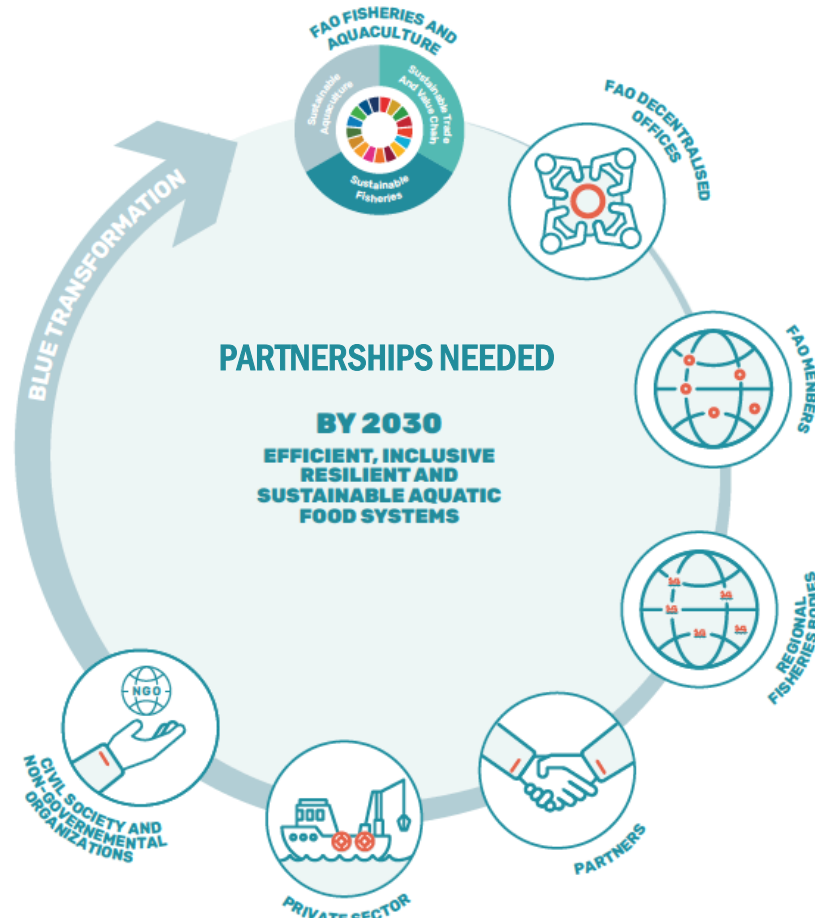 FAO FISHERIES AND
AQUACULTURE
Sustainable
Aquaculture
Sustainable Trade
And Value Chain
Sustainable
Fisheries
FAO DECENTRALISED
OFFICES
FAO MENBERS
REGIONAL
FISHERIES BODIES
PARTNERS
PRIVATE SECTOR
CIVIL SOCIETY AND
NON-GOVERNEMENTAL
ORGANIZATIONS
NGO
BLUE TRANSFORMATION
PARTNERSHIPS NEEDED
BY 2030
EFFICIENT, INCLUSIVE
RESILIENT AND
SUSTAINABLE AQUATIC
FOOD SYSTEMS